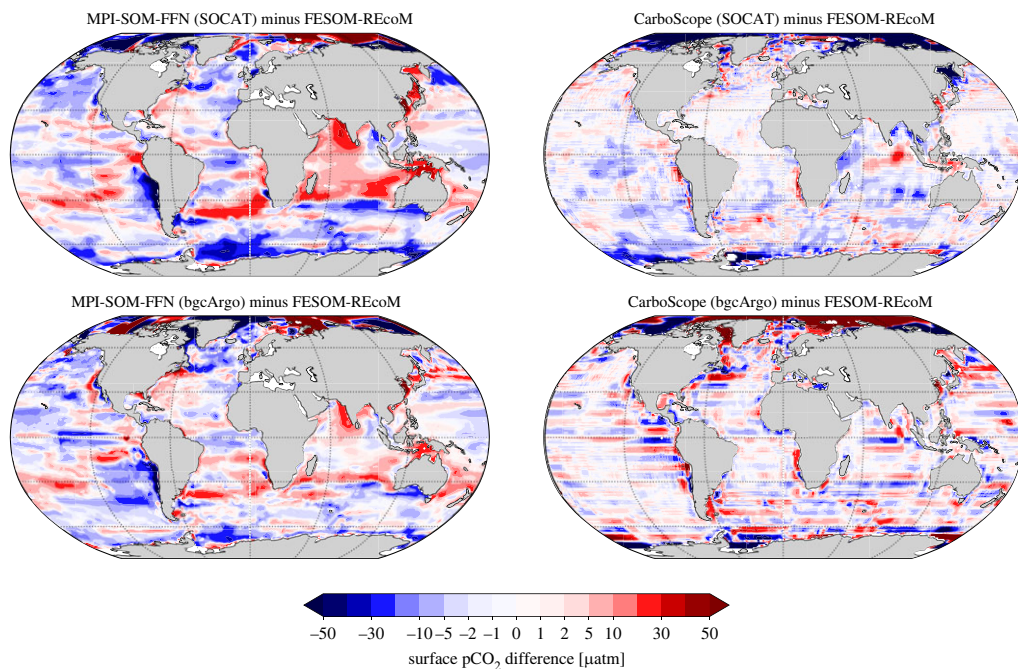 MPI-SOM-FFN (SOCAT) minus FESOM-REcoM
CarboScope (SOCAT) minus FESOM-REcoM
MPI-SOM-FFN (bgcArgo) minus FESOM-REcoM
CarboScope (bgcArgo) minus FESOM-REcoM
–50 –30 –10 –5 –2 –1 0 1 2 5 10 30 50
surface pCO₂ difference [µatm]